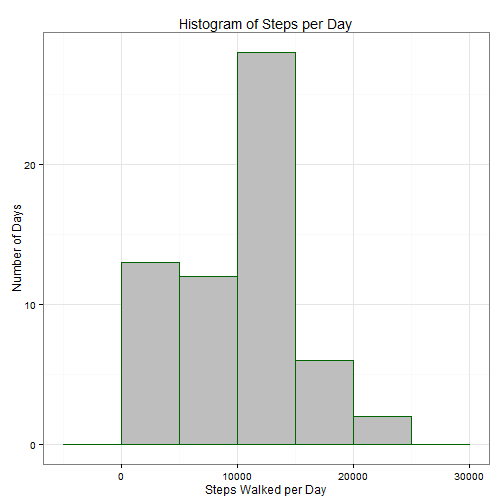 Histogram of Steps per Day
Number of Days
20
10
0
0 10000 20000 30000
Steps Walked per Day